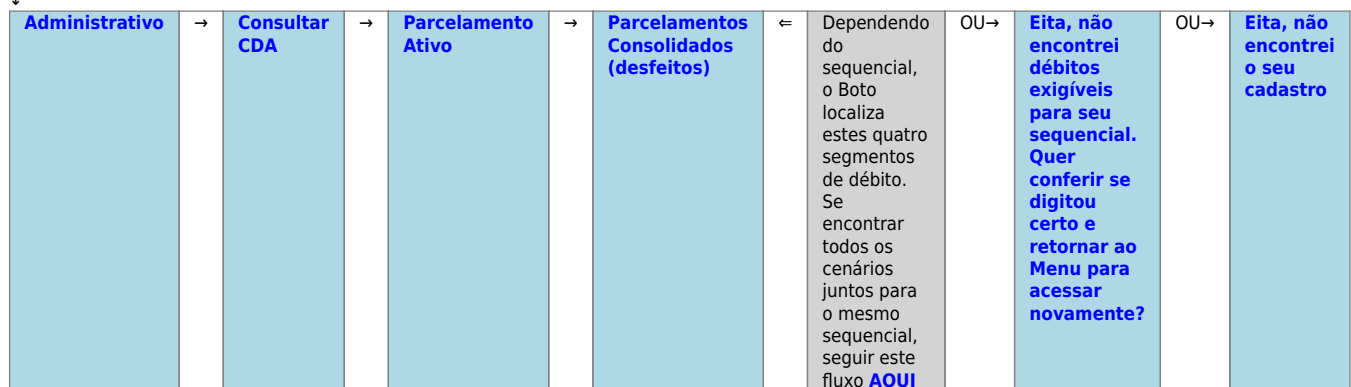 ↓
Administrativo
→
Consultar
CDA
→
Parcelamento
Ativo
→
Parcelamentos
Consolidados
(desfeitos)
⇐
Dependendo
do
sequencial,
o Boto
localiza
estes quatro
segmentos
de débito.
Se
encontrar
todos os
cenários
juntos para
o mesmo
sequencial,
seguir este
fluxo AQUI
OU→
Eita, não
encontrei
débitos
exigíveis
para seu
sequencial.
Quer
conferir se
digitou
certo e
retornar ao
Menu para
acessar
novamente?
OU→
Eita, não
encontrei
o seu
cadastro